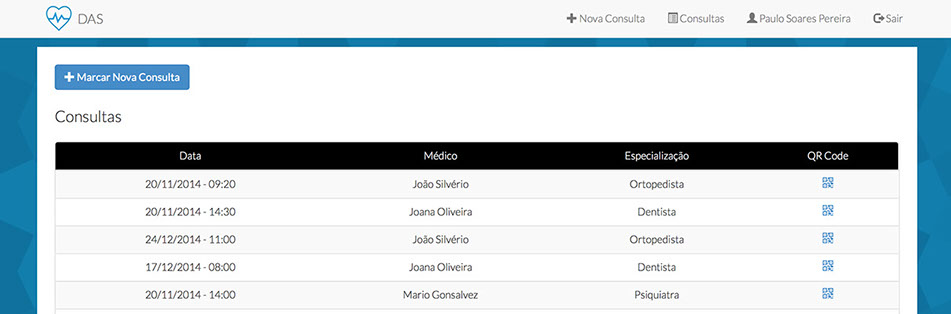 DAS Nova Consulta Consultas Paulo Soares Pereira Sair
Marcar Nova Consulta
Consultas
Data Médico Especialização QR Code
20/11/2014 - 09:20 João Silvério Ortopedista
20/11/2014 - 14:30 Joana Oliveira Dentista
24/12/2014 - 11:00 João Silvério Ortopedista
17/12/2014 - 08:00 Joana Oliveira Dentista
20/11/2014 - 14:00 Mario Gonsalvez Psiquiatra